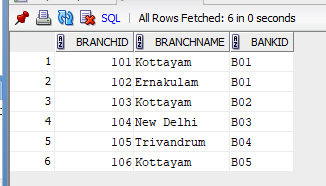 SQL | All Rows Fetched: 6 in 0 seconds
BRANCHID BRANCHNAME BANKID
1 101 Kottayam B01
2 102 Ernakulam B01
3 103 Kottayam B02
4 104 New Delhi B03
5 105 Trivandrum B04
6 106 Kottayam B05